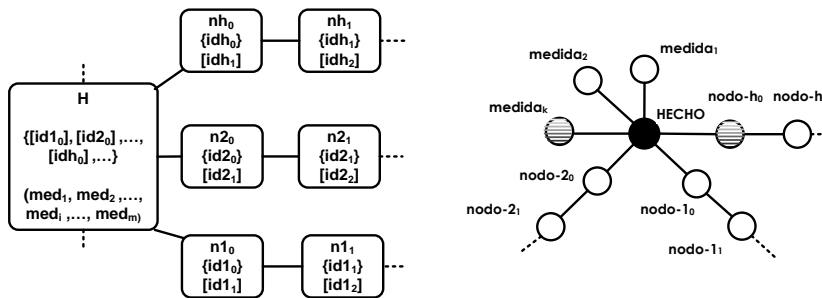 H
{[id1₀], [id2₀] ,...,
[idh₀] ,...}
(med₁, med₂ ,...,
medᵢ ,..., medₘ)
nh₀
{idh₀}
[idh₁]
nh₁
{idh₁}
[idh₂]
n2₀
{id2₀}
[id2₁]
n2₁
{id2₁}
[id2₂]
n1₀
{id1₀}
[id1₁]
n1₁
{id1₁}
[id1₂]
medida₂
medida₁
medidaₖ
HECHO
nodo-h₀
nodo-h
nodo-2₀
nodo-1₀
nodo-2₁
nodo-1₁